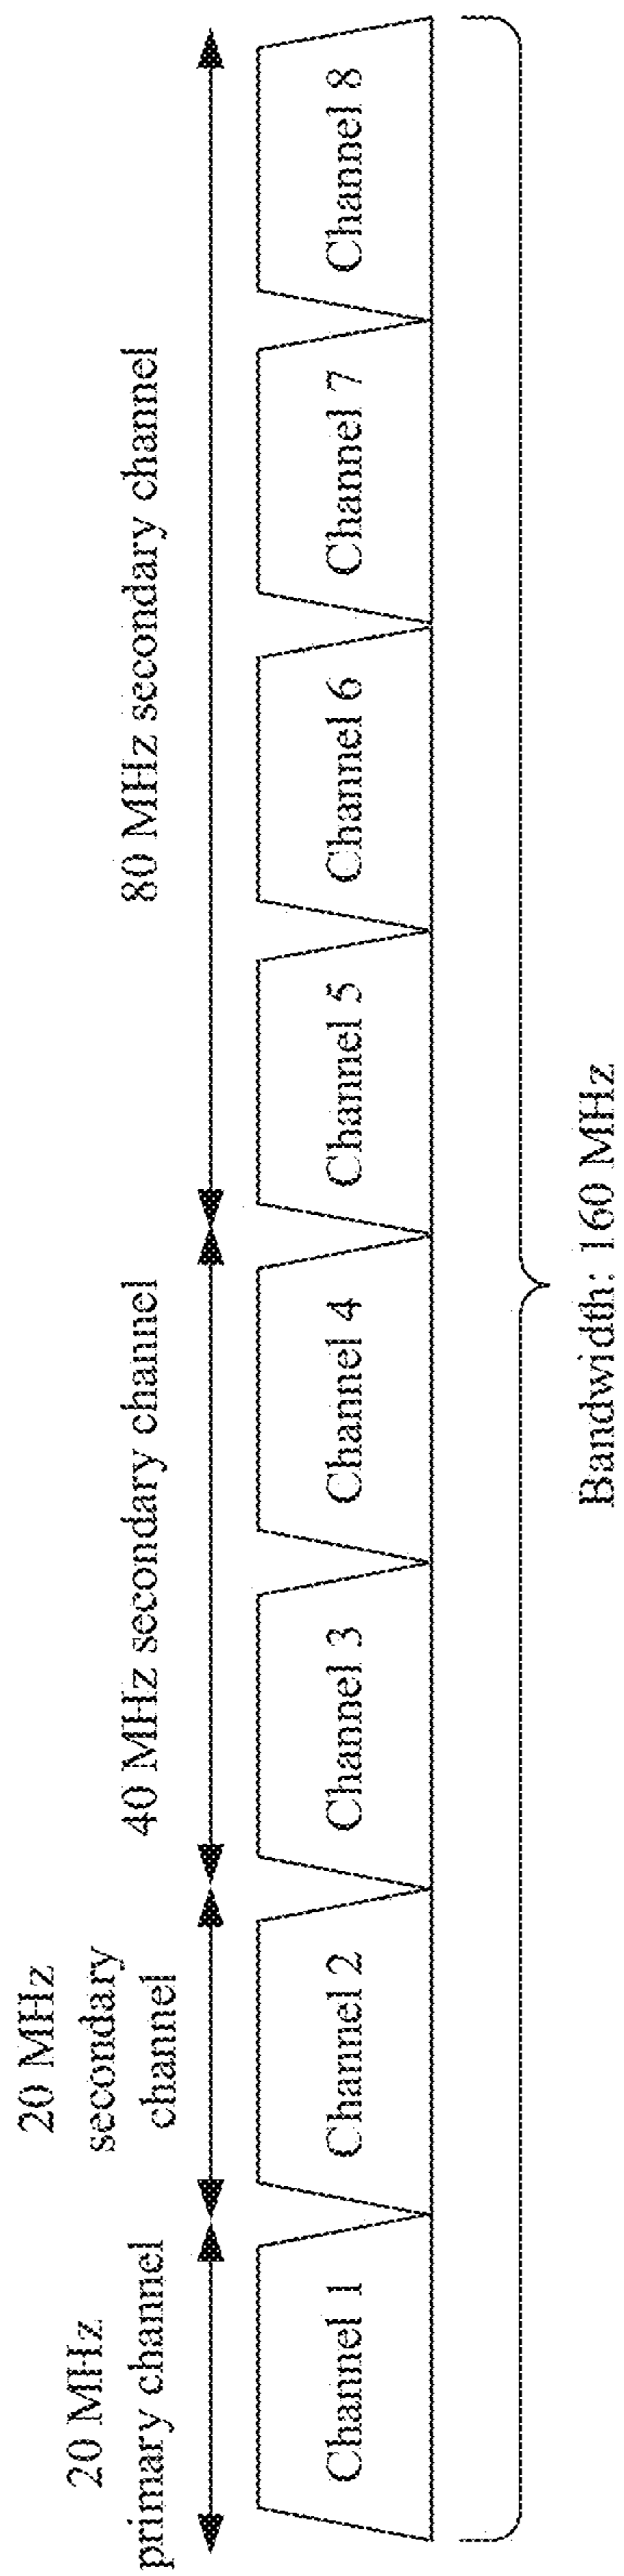 20 MHz
primary channel
20 MHz
secondary
channel
40 MHz secondary channel
80 MHz secondary channel
Channel 1
Channel 2
Channel 3
Channel 4
Channel 5
Channel 6
Channel 7
Channel 8
Bandwidth: 160 MHz